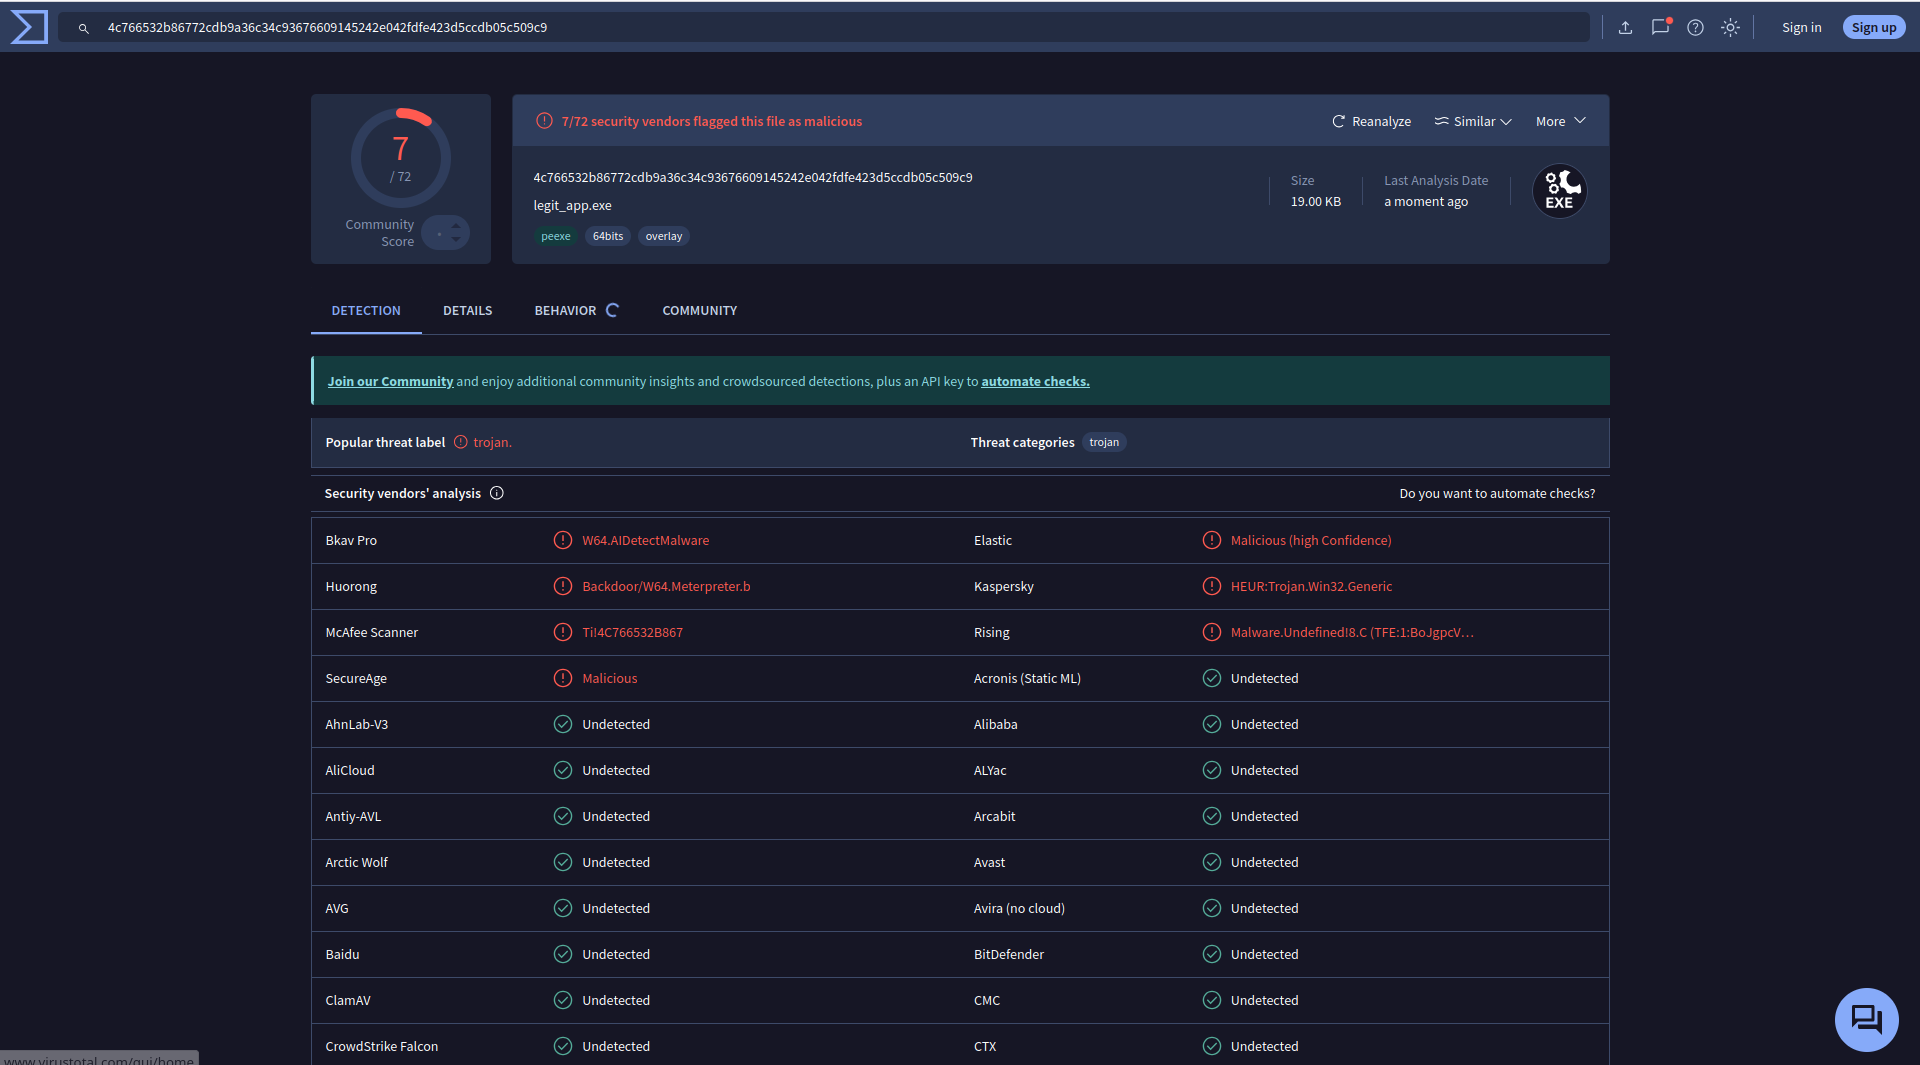 4c766532b86772cdb9a36c34c93676609145242e042fdfe423d5ccdb05c509c9
Sign in
Sign up
7
/ 72
Community
Score
7/72 security vendors flagged this file as malicious
Reanalyze
Similar
More
4c766532b86772cdb9a36c34c93676609145242e042fdfe423d5ccdb05c509c9
legit_app.exe
peexe
64bits
overlay
Size
19.00 KB
Last Analysis Date
a moment ago
EXE
DETECTION
DETAILS
BEHAVIOR
COMMUNITY
Join our Community and enjoy additional community insights and crowdsourced detections, plus an API key to automate checks.
Popular threat label
trojan.
Threat categories
trojan
Security vendors' analysis
Do you want to automate checks?
Bkav Pro
W64.AIDetectMalware
Elastic
Malicious (high Confidence)
Huorong
Backdoor/W64.Meterpreter.b
Kaspersky
HEUR:Trojan.Win32.Generic
McAfee Scanner
Ti!4C766532B867
Rising
Malware.Undefined!8.C (TFE:1:BoJgpcV...
SecureAge
Malicious
Acronis (Static ML)
Undetected
AhnLab-V3
Undetected
Alibaba
Undetected
AliCloud
Undetected
ALYac
Undetected
Antiy-AVL
Undetected
Arcabit
Undetected
Arctic Wolf
Undetected
Avast
Undetected
AVG
Undetected
Avira (no cloud)
Undetected
Baidu
Undetected
BitDefender
Undetected
ClamAV
Undetected
CMC
Undetected
CrowdStrike Falcon
Undetected
CTX
Undetected
www.virustotal.com/gui/home